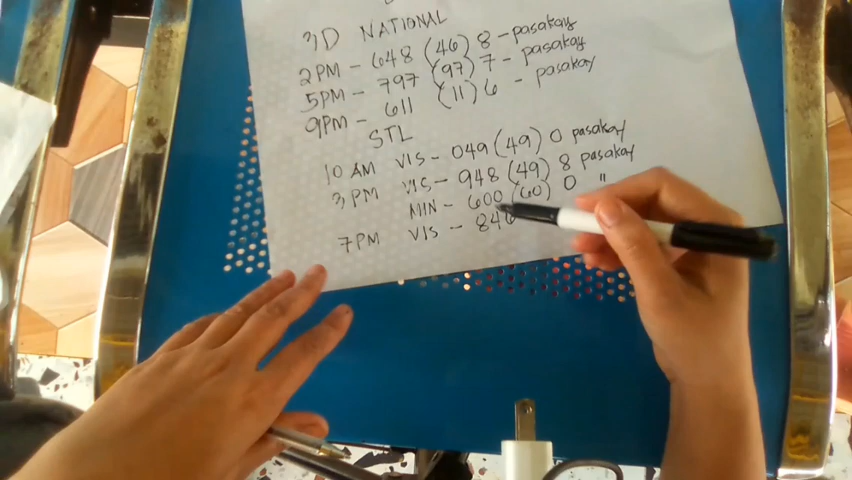 3D NATIONAL
2PM - 648 (46) 8 - pasakay
5PM - 797 (97) 7 - pasakay
9PM - 611 (11) 6 - pasakay
STL
10 AM VIS - 049 (49) 0 pasakay
3 PM VIS - 948 (49) 8 pasakay
MIN - 600 (60) 0 "
7PM VIS - 846